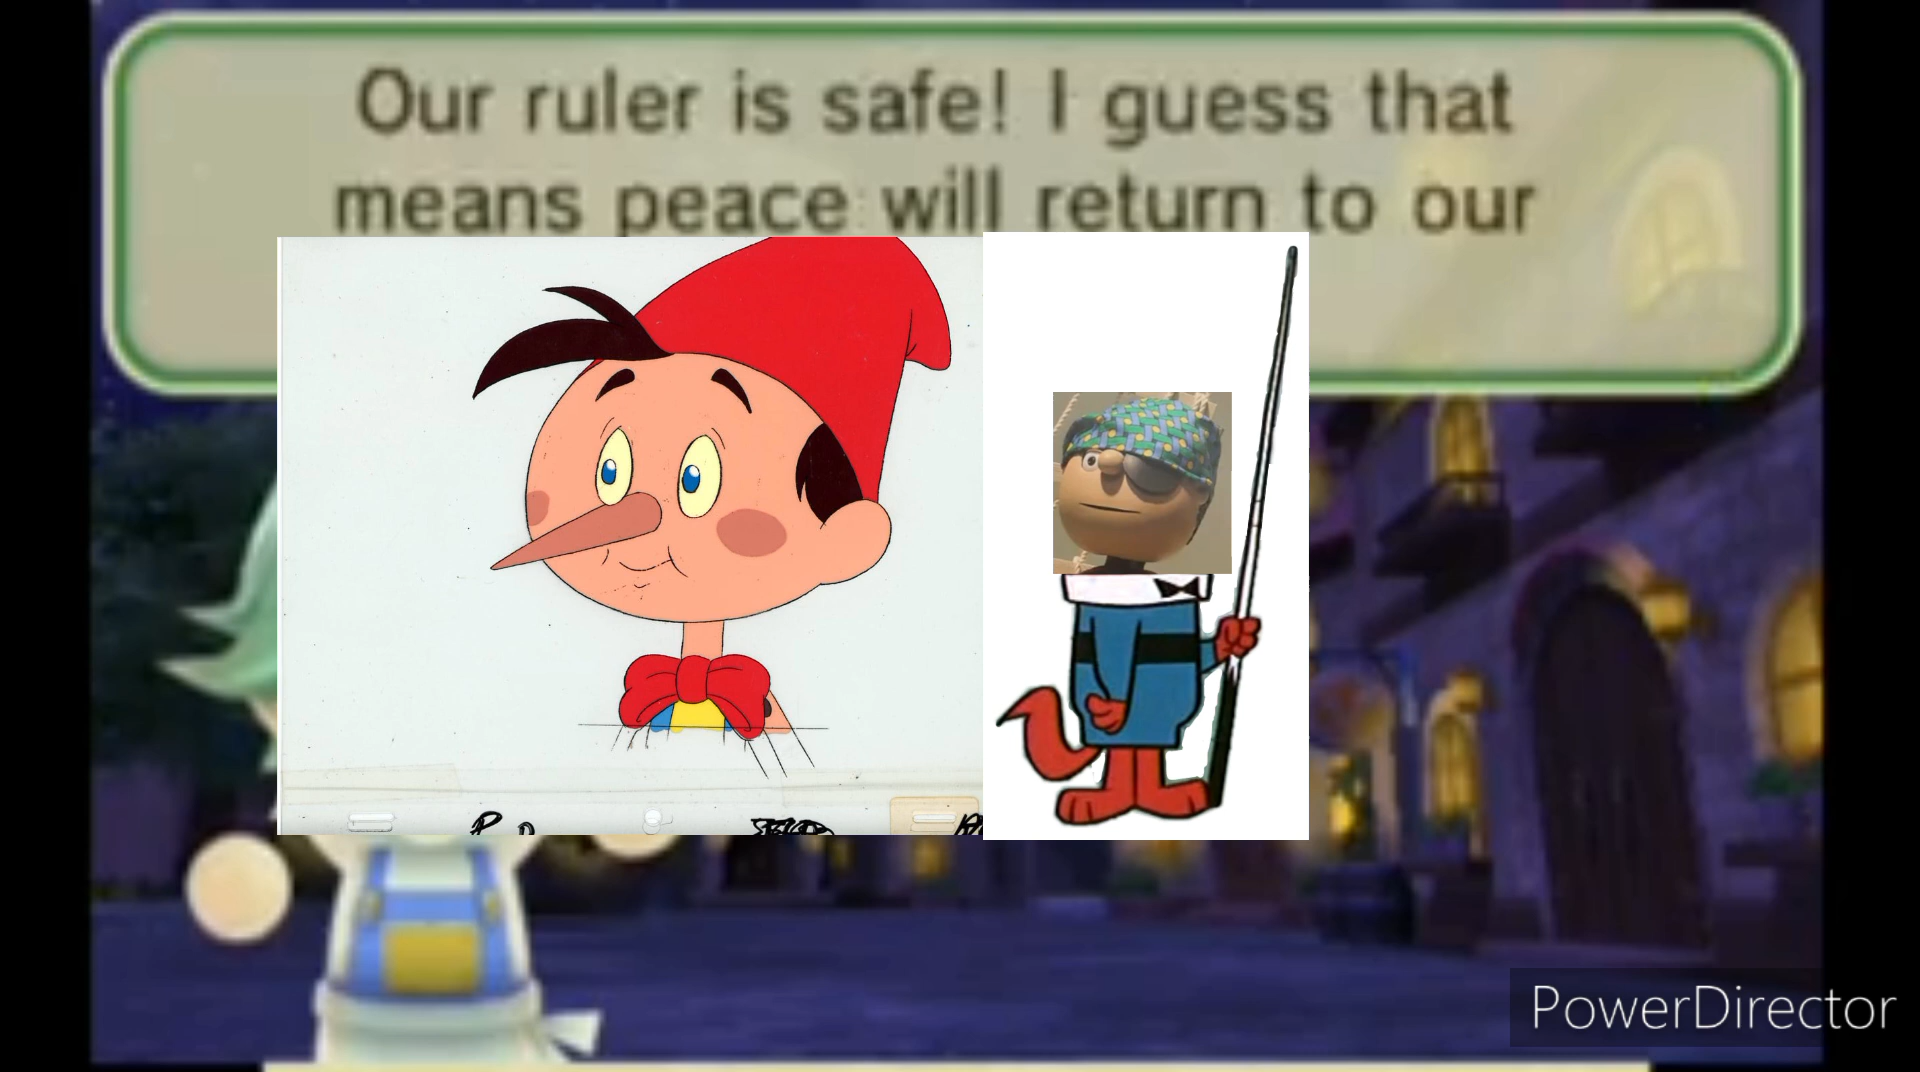 Our ruler is safe! I guess that
means peace will return to our
PowerDirector